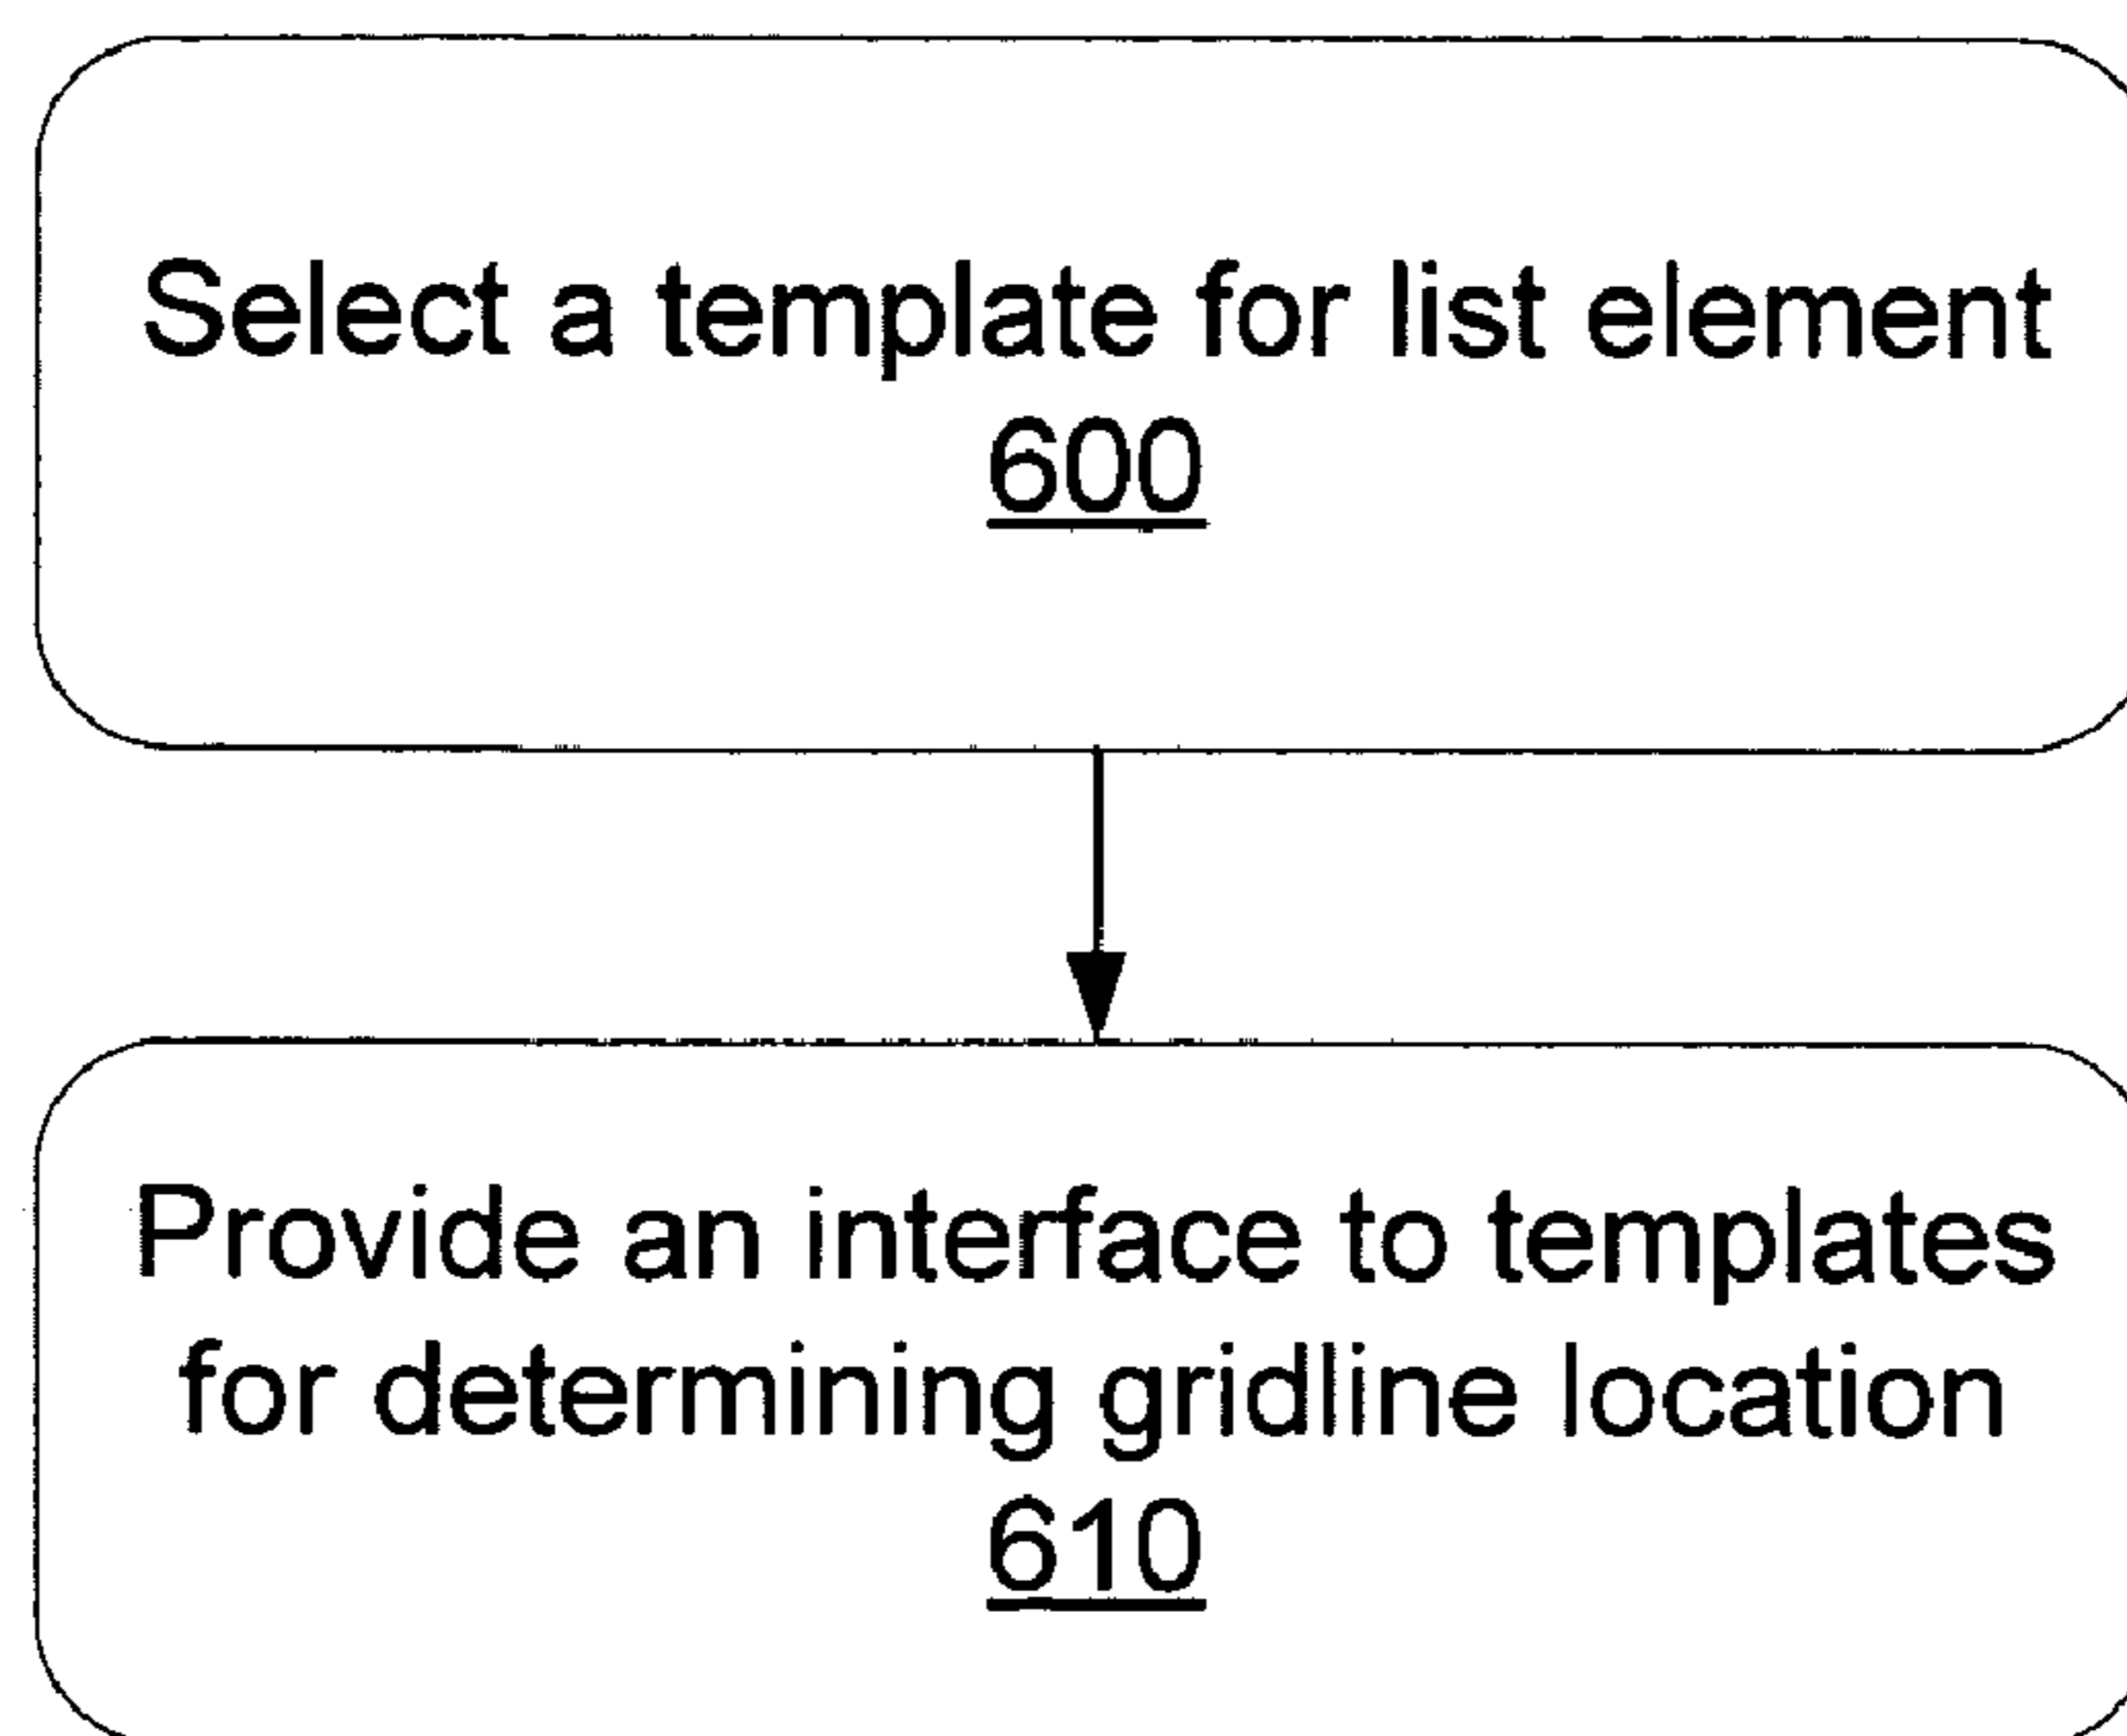 Select a template for list element
600
Provide an interface to templates
for determining gridline location
610